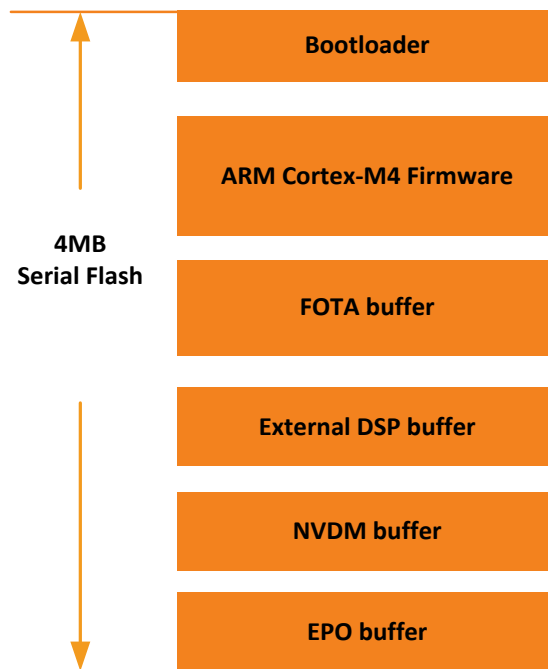 Bootloader
ARM Cortex-M4 Firmware
4MB
Serial Flash
FOTA buffer
External DSP buffer
NVDM buffer
EPO buffer